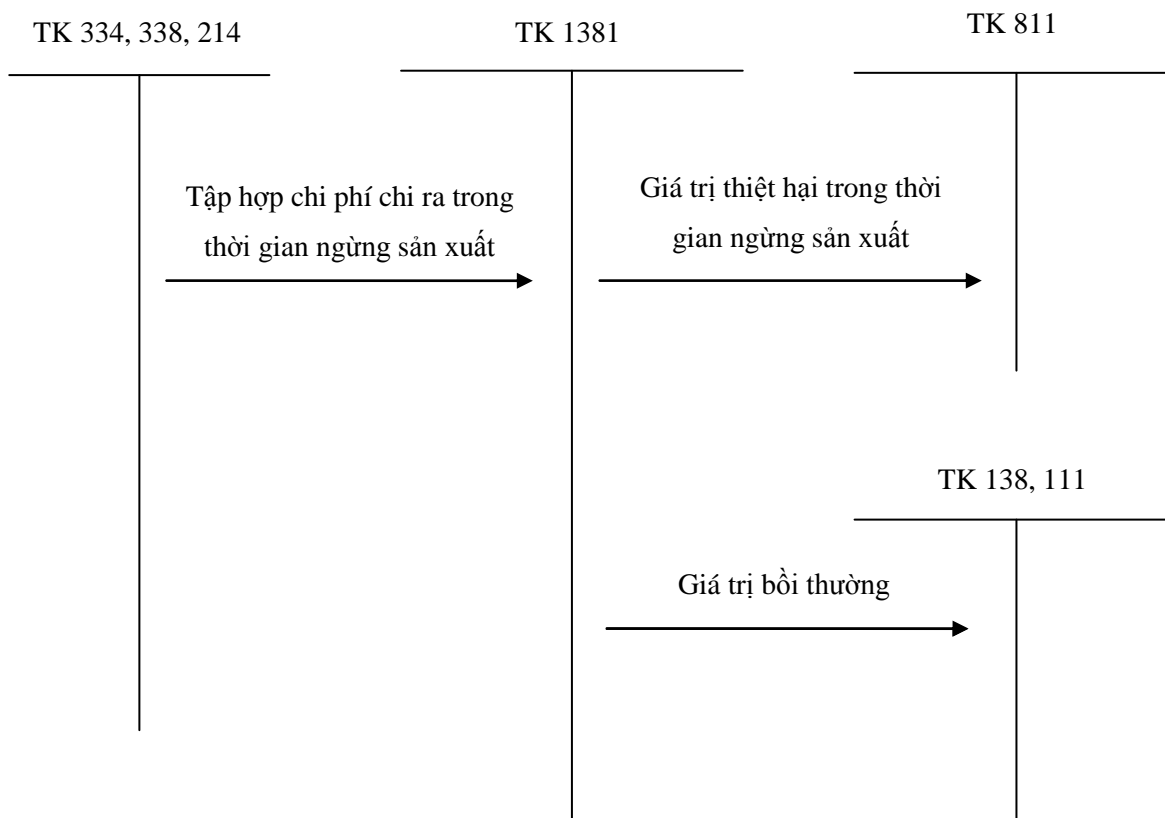 TK 334, 338, 214
TK 1381
TK 811
Tập hợp chi phí chi ra trong
thời gian ngừng sản xuất
Giá trị thiệt hại trong thời
gian ngừng sản xuất
TK 138, 111
Giá trị bồi thường